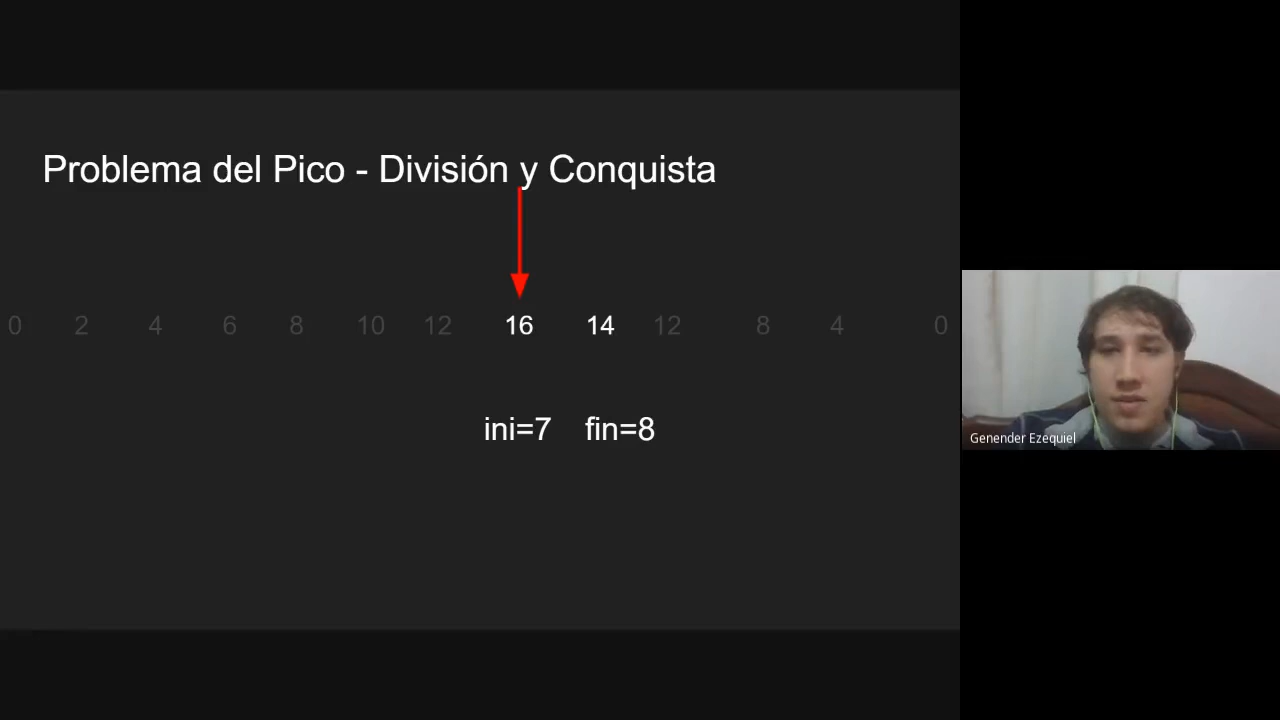 Problema del Pico - División y Conquista
0 2 4 6 8 10 12 16 14 12 8 4 0
ini=7 fin=8
Genender Ezequiel